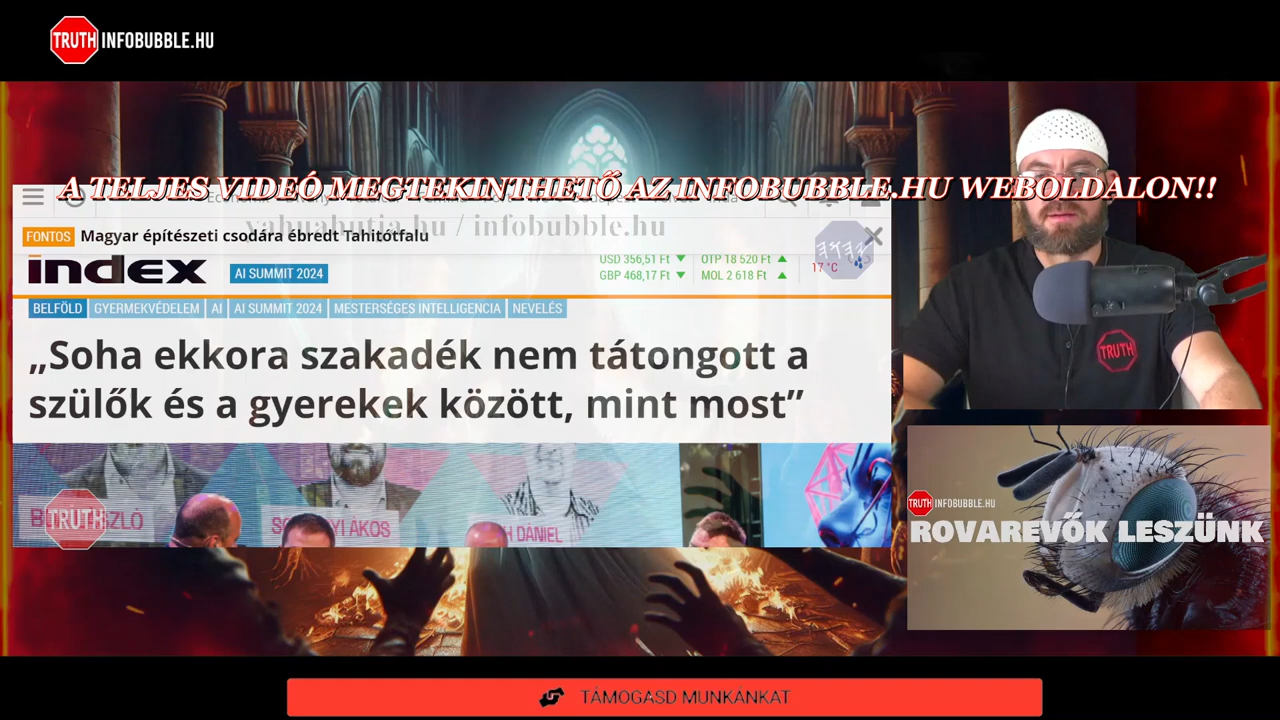 TRUTH INFOBUBBLE.HU
A TELJES VIDEÓ MEGTEKINTHETŐ AZ INFOBUBBLE.HU WEBOLDALON!!
yahuahutja.hu / infobubble.hu
FONTOS Magyar építészeti csodára ébredt Tahitótfalu
index AI SUMMIT 2024
USD 356,51 Ft ▼ OTP 18 520 Ft ▲
GBP 468,17 Ft ▼ MOL 2 618 Ft ▲
17 °C
BELFÖLD GYERMEKVÉDELEM AI AI SUMMIT 2024 MESTERSÉGES INTELLIGENCIA NEVELÉS
„Soha ekkora szakadék nem tátongott a
szülők és a gyerekek között, mint most”
TRUTH
TRUTH
TRUTH INFOBUBBLE.HU
ROVAREVŐK LESZÜNK
TÁMOGASD MUNKANKAT